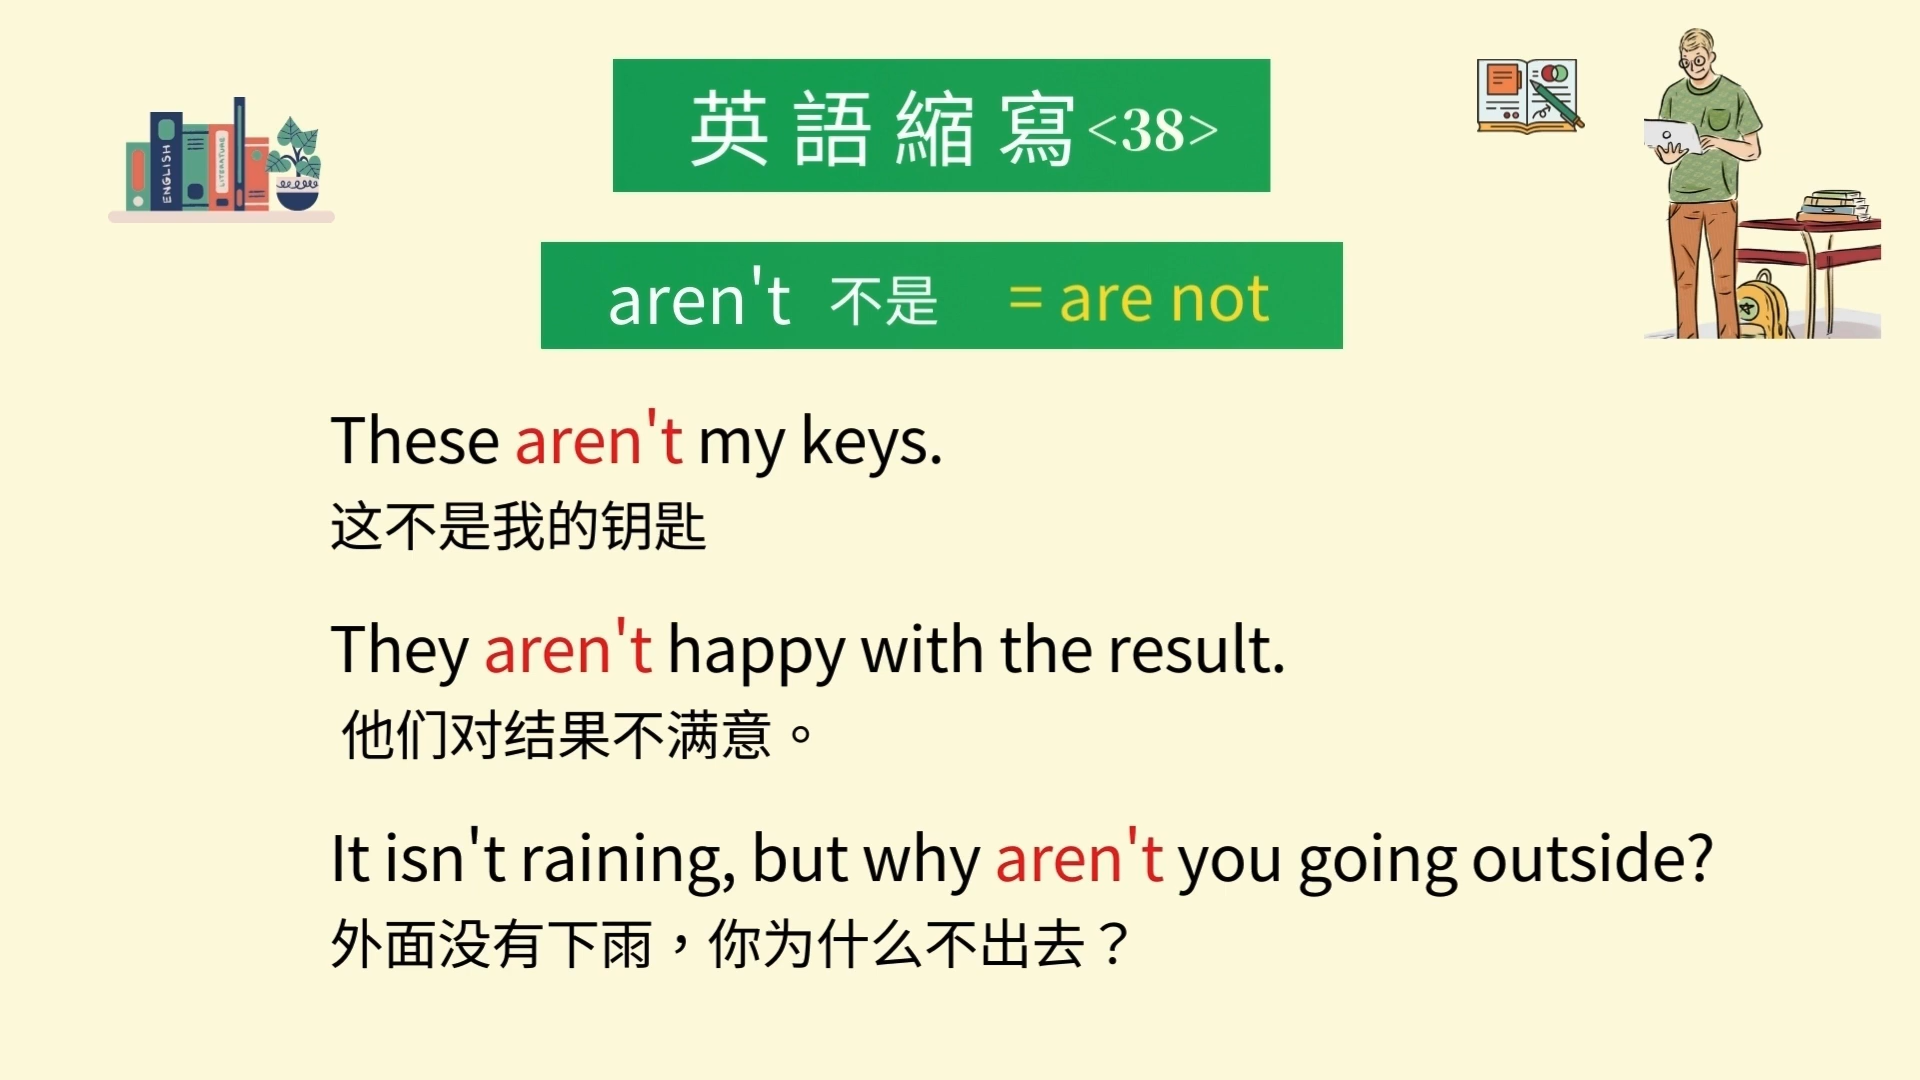 英語縮寫<38>
ENGLISH
LITERATURE
aren't 不是 = are not
These aren't my keys.
这不是我的钥匙
They aren't happy with the result.
他们对结果不满意。
It isn't raining, but why aren't you going outside?
外面没有下雨，你为什么不出去？